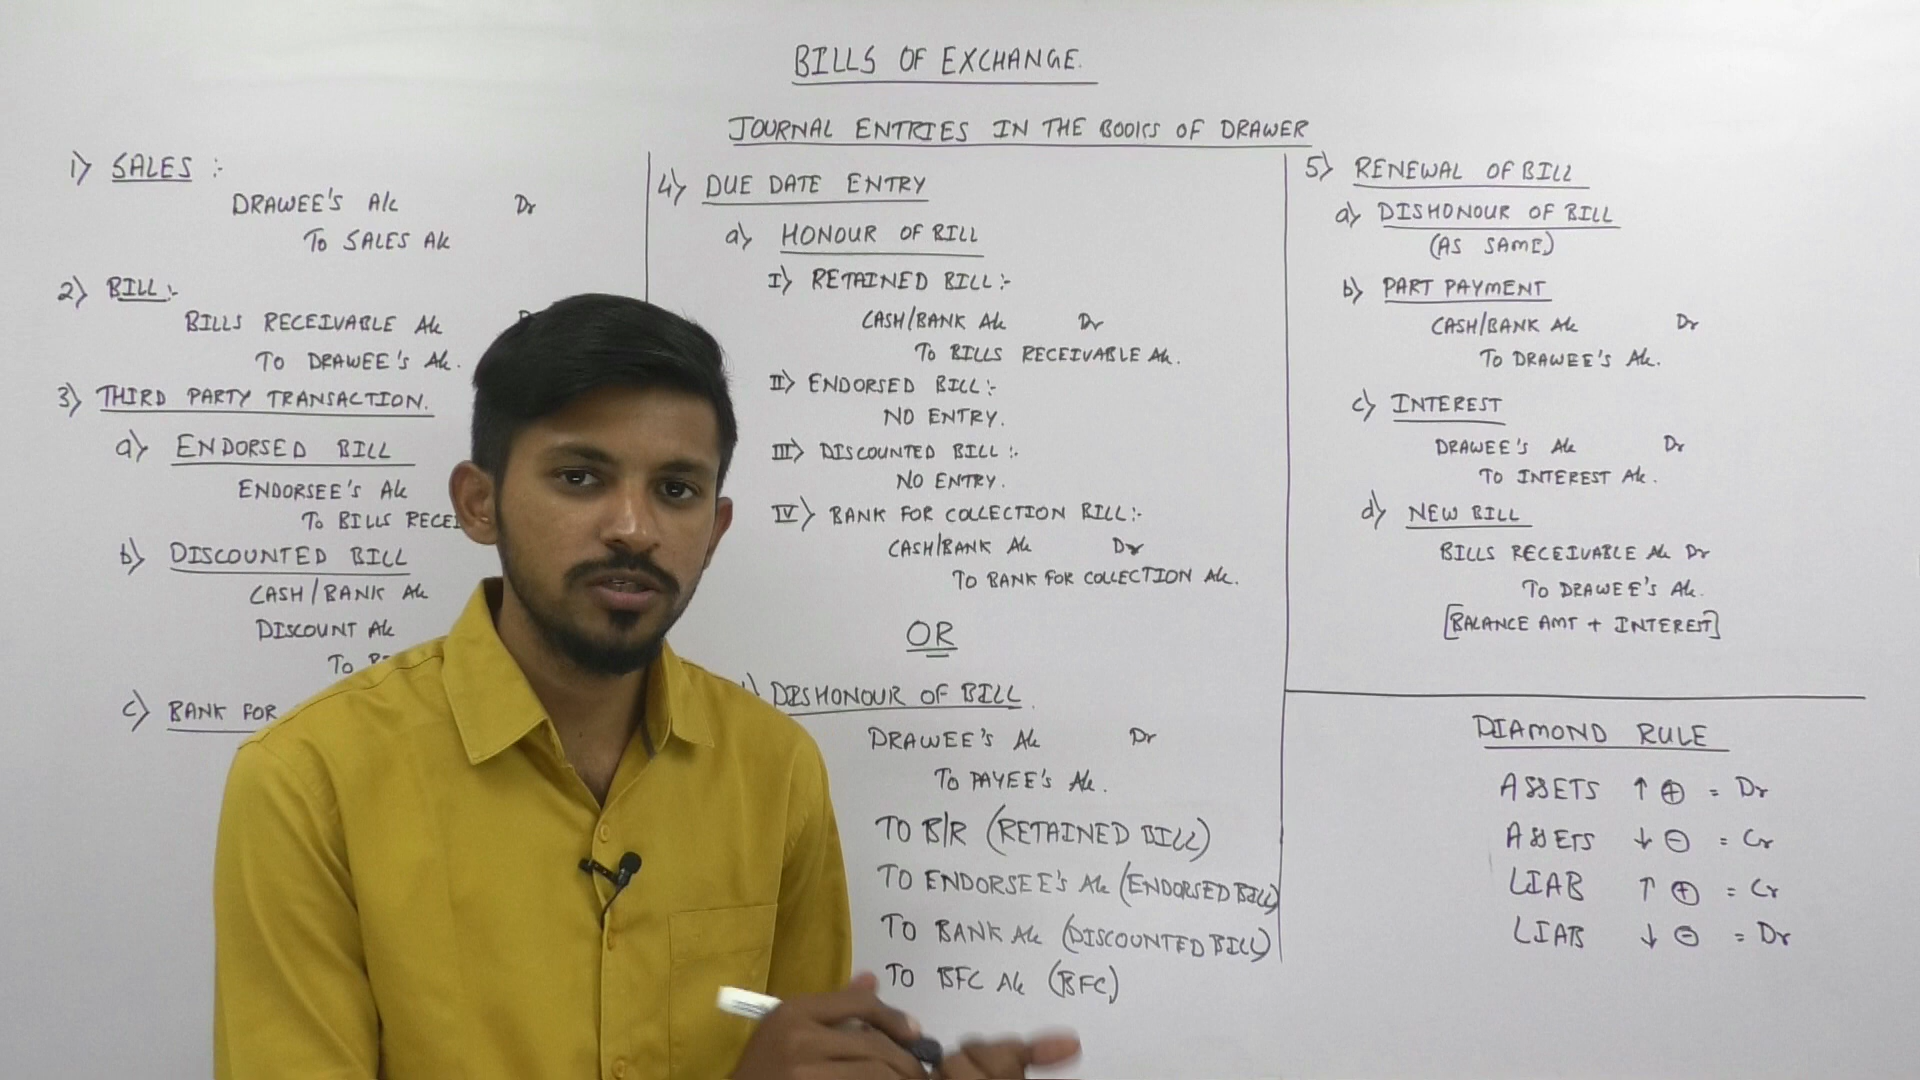 BILLS OF EXCHANGE.
JOURNAL ENTRIES IN THE BOOKS OF DRAWER
1) SALES :-
DRAWEE'S A/c Dr
To SALES A/c
2) BILL :-
BILLS RECEIVABLE A/c
To DRAWEE'S A/c.
3) THIRD PARTY TRANSACTION.
a) ENDORSED BILL
ENDORSEE'S A/c
To BILLS
b) DISCOUNTED BILL
CASH/BANK A/c
DISCOUNT A/c
To
c) BANK FOR
4) DUE DATE ENTRY
a) HONOUR OF BILL
I) RETAINED BILL :-
CASH/BANK A/c Dr
To BILLS RECEIVABLE A/c.
II) ENDORSED BILL :-
NO ENTRY.
III) DISCOUNTED BILL :-
NO ENTRY.
IV) BANK FOR COLLECTION BILL :-
CASH/BANK A/c Dr
To BANK FOR COLLECTION A/c.
OR
DISHONOUR OF BILL.
DRAWEE'S A/c Dr
To PAYEE'S A/c.
TO B/R (RETAINED BILL)
TO ENDORSEE'S A/c (ENDORSED BILL)
TO BANK A/c (DISCOUNTED BILL)
TO BFC A/c (BFC)
5) RENEWAL OF BILL
a) DISHONOUR OF BILL
(AS SAME)
b) PART PAYMENT
CASH/BANK A/c Dr
To DRAWEE'S A/c.
c) INTEREST
DRAWEE'S A/c Dr
To INTEREST A/c.
d) NEW BILL
BILLS RECEIVABLE A/c Dr
To DRAWEE'S A/c.
[BALANCE AMT + INTEREST]
DIAMOND RULE
ASSETS ↑ ⊕ = Dr
ASSETS ↓ ⊖ = Cr
LIAB ↑ ⊕ = Cr
LIAB ↓ ⊖ = Dr